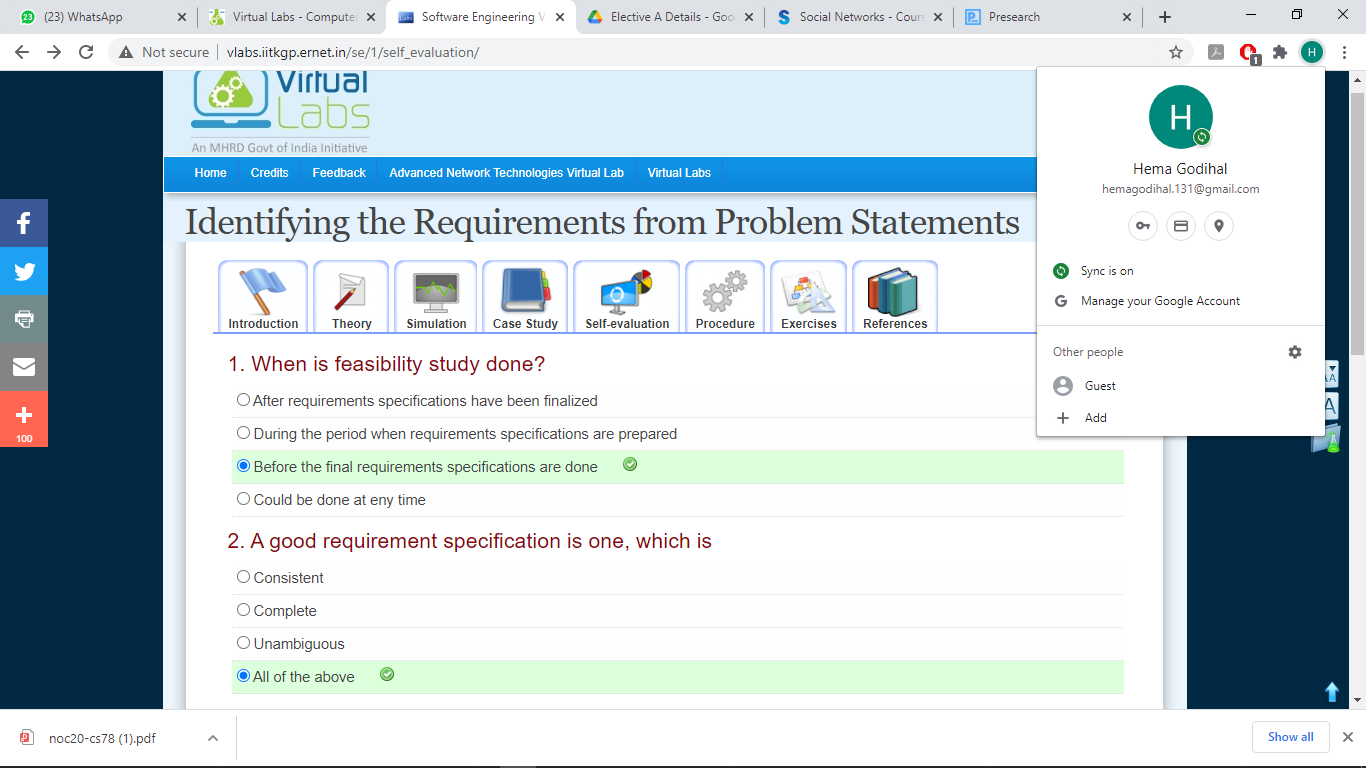 (23) WhatsApp
Virtual Labs - Compute
Software Engineering V
Elective A Details - Goo
Social Networks - Cours
Presearch
Not secure
vlabs.iitkgp.ernet.in/se/1/self_evaluation/
1
H
Virtual
Labs
An MHRD Govt of India Initiative
Home Credits Feedback Advanced Network Technologies Virtual Lab Virtual Labs
Identifying the Requirements from Problem Statements
Introduction Theory Simulation Case Study Self-evaluation Procedure Exercises References
1. When is feasibility study done?
After requirements specifications have been finalized
During the period when requirements specifications are prepared
Before the final requirements specifications are done
Could be done at eny time
2. A good requirement specification is one, which is
Consistent
Complete
Unambiguous
All of the above
100
H
Hema Godihal
hemagodihal.131@gmail.com
Sync is on
G Manage your Google Account
Other people
Guest
Add
AA
A
noc20-cs78 (1).pdf
Show all